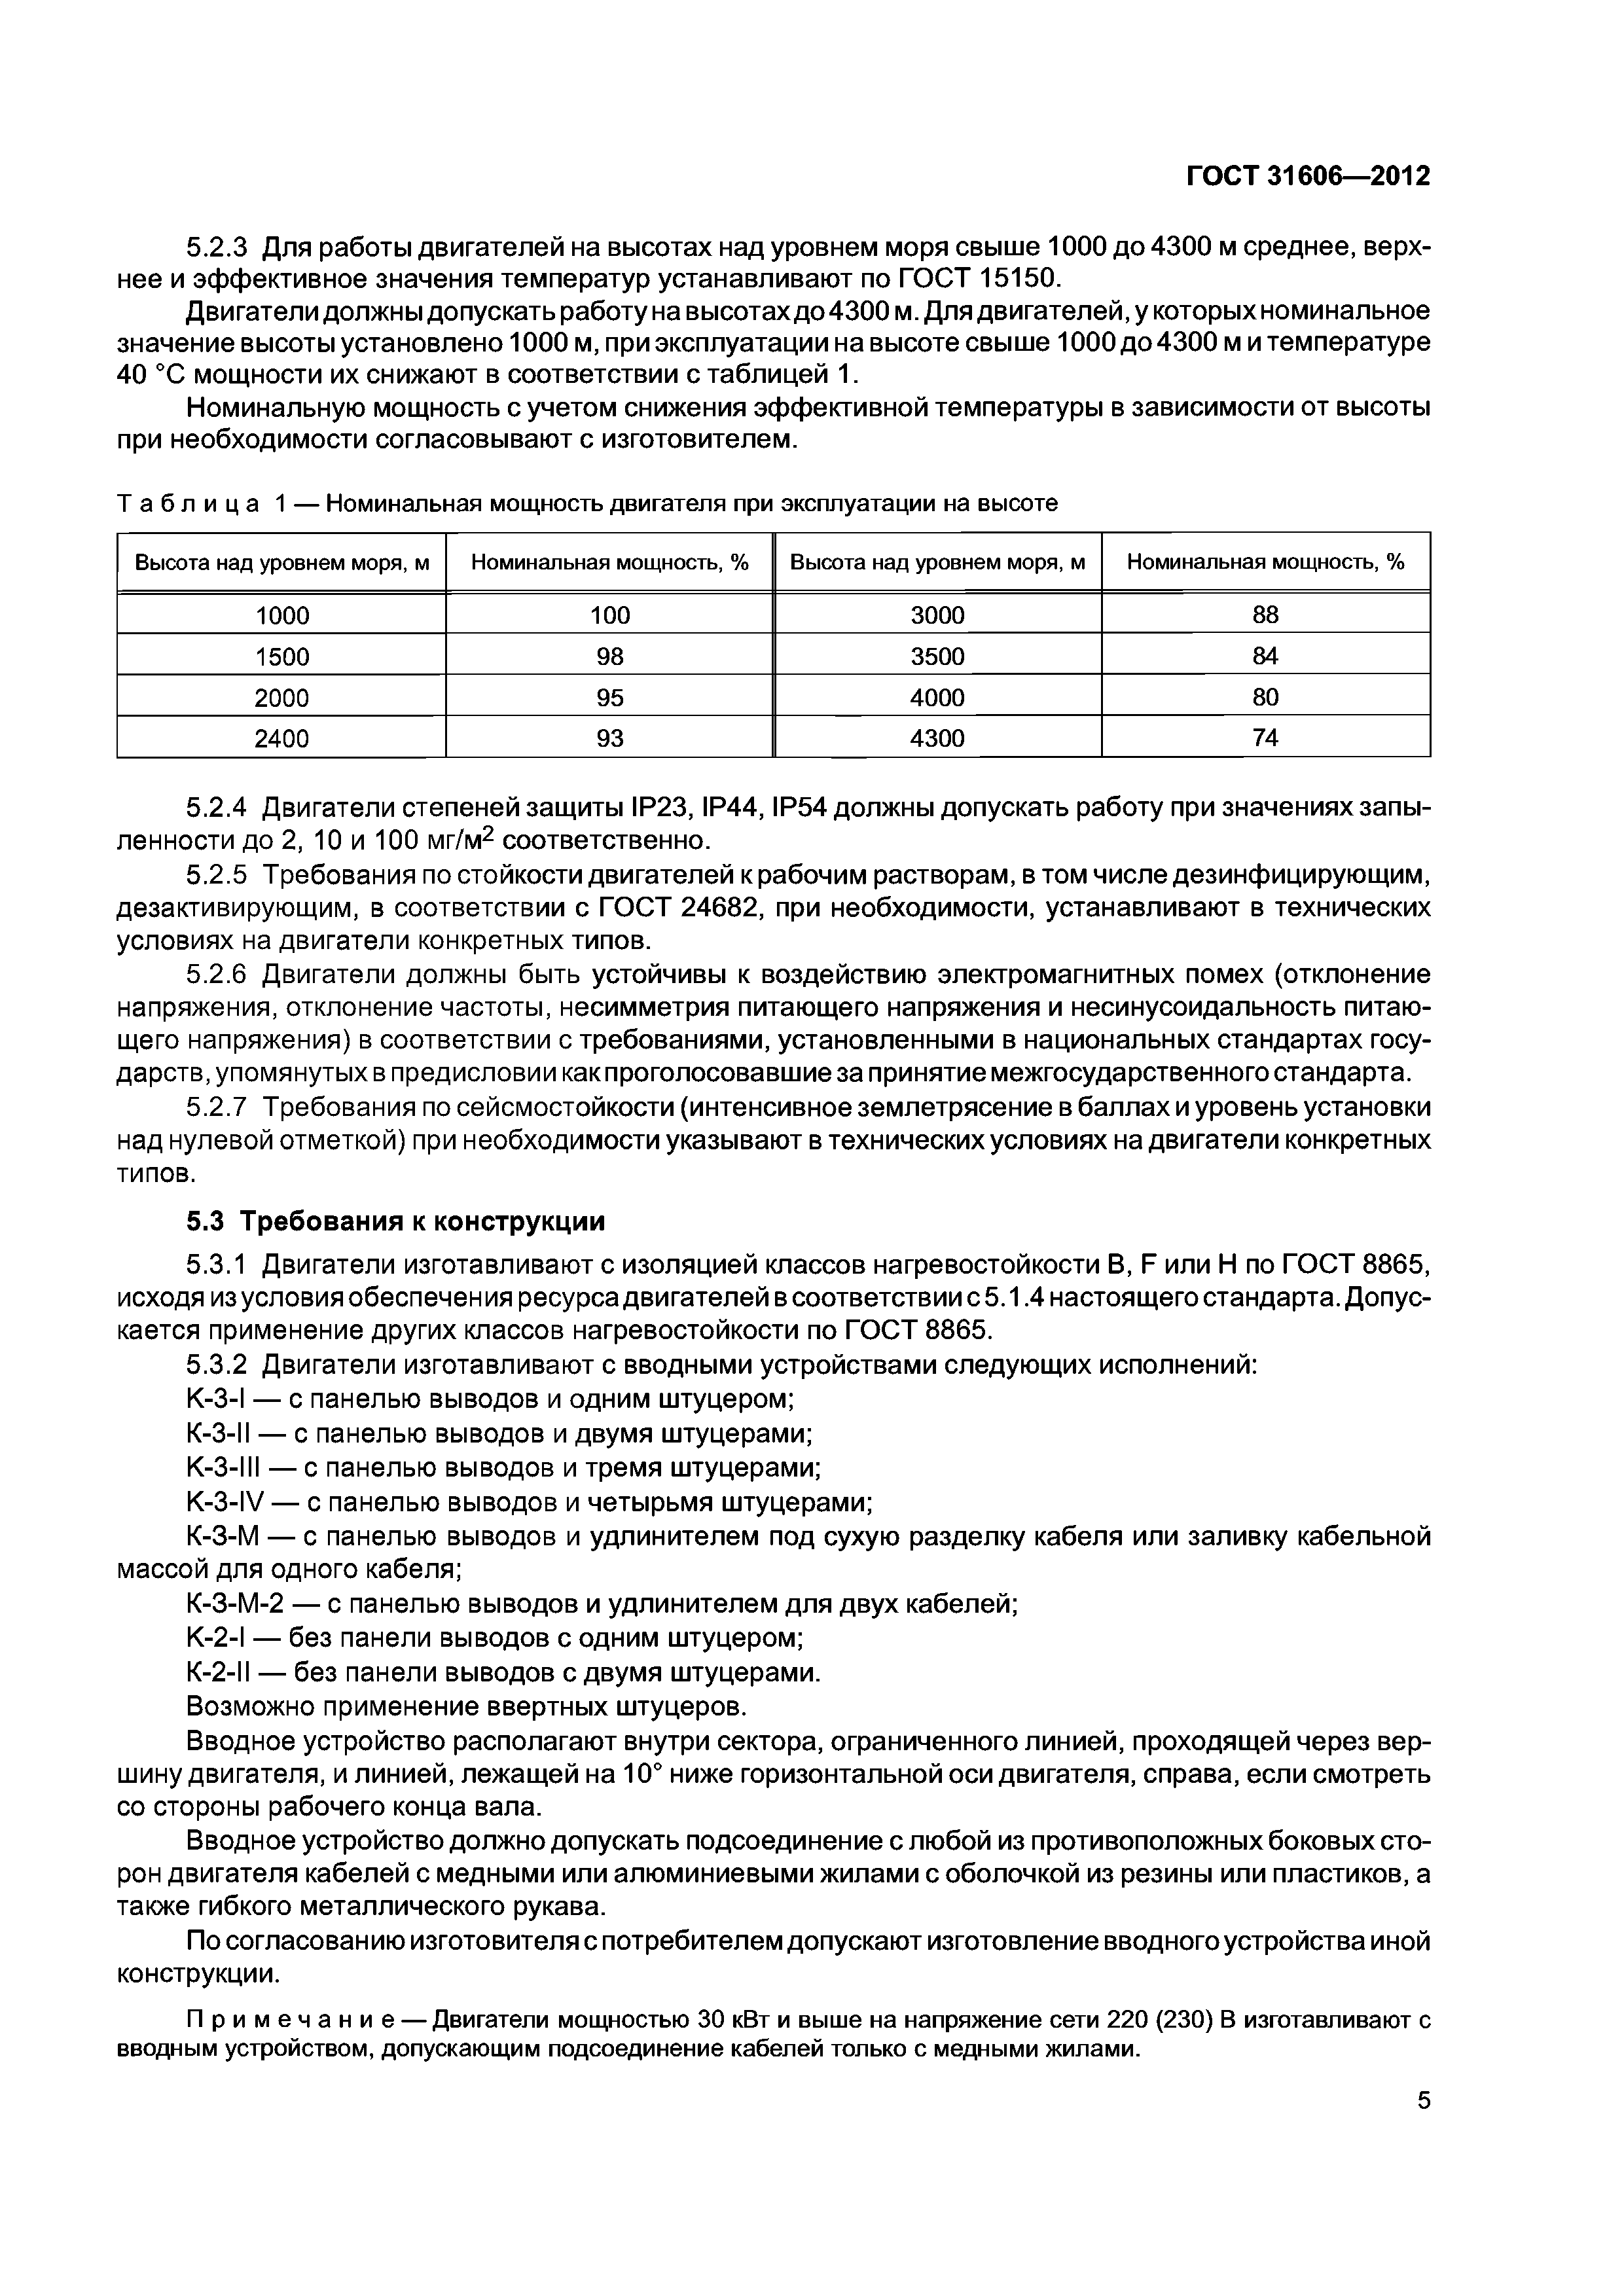 ГОСТ 31606—2012
5.2.3 Для работы двигателей на высотах над уровнем моря свыше 1000 до 4300 м среднее, верх-
нее и эффективное значения температур устанавливают по ГОСТ 15150.
Двигатели должны допускать работу на высотах до 4300 м. Для двигателей, у которых номинальное
значение высоты установлено 1000 м, при эксплуатации на высоте свыше 1000 до 4300 м и температуре
40 °С мощности их снижают в соответствии с таблицей 1.
Номинальную мощность с учетом снижения эффективной температуры в зависимости от высоты
при необходимости согласовывают с изготовителем.
Таблица 1 — Номинальная мощность двигателя при эксплуатации на высоте
Высота над уровнем моря, м Номинальная мощность, % Высота над уровнем моря, м Номинальная мощность, %
1000 100 3000 88
1500 98 3500 84
2000 95 4000 80
2400 93 4300 74
5.2.4 Двигатели степеней защиты IP23, IP44, IP54 должны допускать работу при значениях запы-
ленности до 2, 10 и 100 мг/м² соответственно.
5.2.5 Требования по стойкости двигателей к рабочим растворам, в том числе дезинфицирующим,
дезактивирующим, в соответствии с ГОСТ 24682, при необходимости, устанавливают в технических
условиях на двигатели конкретных типов.
5.2.6 Двигатели должны быть устойчивы к воздействию электромагнитных помех (отклонение
напряжения, отклонение частоты, несимметрия питающего напряжения и несинусоидальность питаю-
щего напряжения) в соответствии с требованиями, установленными в национальных стандартах госу-
дарств, упомянутых в предисловии как проголосовавшие за принятие межгосударственного стандарта.
5.2.7 Требования по сейсмостойкости (интенсивное землетрясение в баллах и уровень установки
над нулевой отметкой) при необходимости указывают в технических условиях на двигатели конкретных
типов.
5.3 Требования к конструкции
5.3.1 Двигатели изготавливают с изоляцией классов нагревостойкости B, F или H по ГОСТ 8865,
исходя из условия обеспечения ресурса двигателей в соответствии с 5.1.4 настоящего стандарта. Допус-
кается применение других классов нагревостойкости по ГОСТ 8865.
5.3.2 Двигатели изготавливают с вводными устройствами следующих исполнений:
К-3-I — с панелью выводов и одним штуцером;
К-3-II — с панелью выводов и двумя штуцерами;
К-3-III — с панелью выводов и тремя штуцерами;
К-3-IV — с панелью выводов и четырьмя штуцерами;
К-3-М — с панелью выводов и удлинителем под сухую разделку кабеля или заливку кабельной
массой для одного кабеля;
К-3-М-2 — с панелью выводов и удлинителем для двух кабелей;
К-2-I — без панели выводов с одним штуцером;
К-2-II — без панели выводов с двумя штуцерами.
Возможно применение ввертных штуцеров.
Вводное устройство располагают внутри сектора, ограниченного линией, проходящей через вер-
шину двигателя, и линией, лежащей на 10° ниже горизонтальной оси двигателя, справа, если смотреть
со стороны рабочего конца вала.
Вводное устройство должно допускать подсоединение с любой из противоположных боковых сто-
рон двигателя кабелей с медными или алюминиевыми жилами с оболочкой из резины или пластиков, а
также гибкого металлического рукава.
По согласованию изготовителя с потребителем допускают изготовление вводного устройства иной
конструкции.
Примечание — Двигатели мощностью 30 кВт и выше на напряжение сети 220 (230) В изготавливают с
вводным устройством, допускающим подсоединение кабелей только с медными жилами.
5